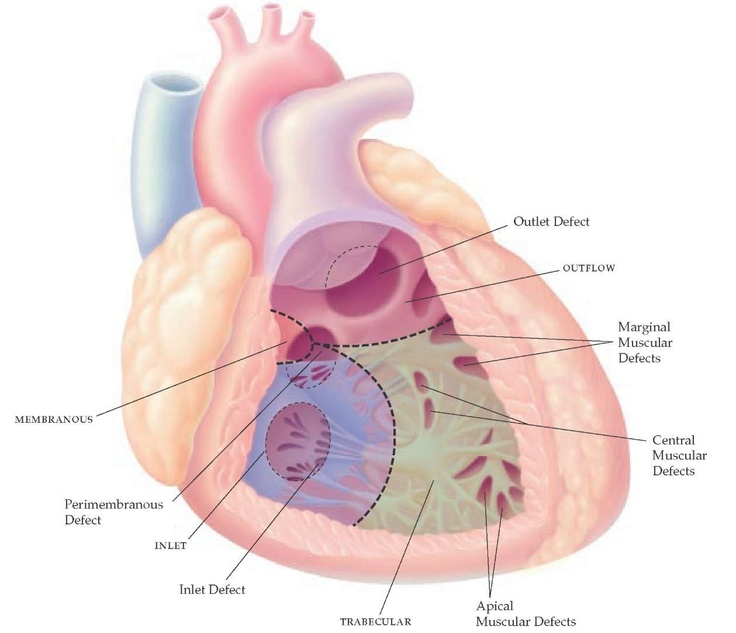 Outlet Defect
OUTFLOW
Marginal
Muscular
Defects
MEMBRANOUS
Central
Muscular
Defects
Perimembranous
Defect
INLET
Inlet Defect
TRABECULAR
Apical
Muscular Defects